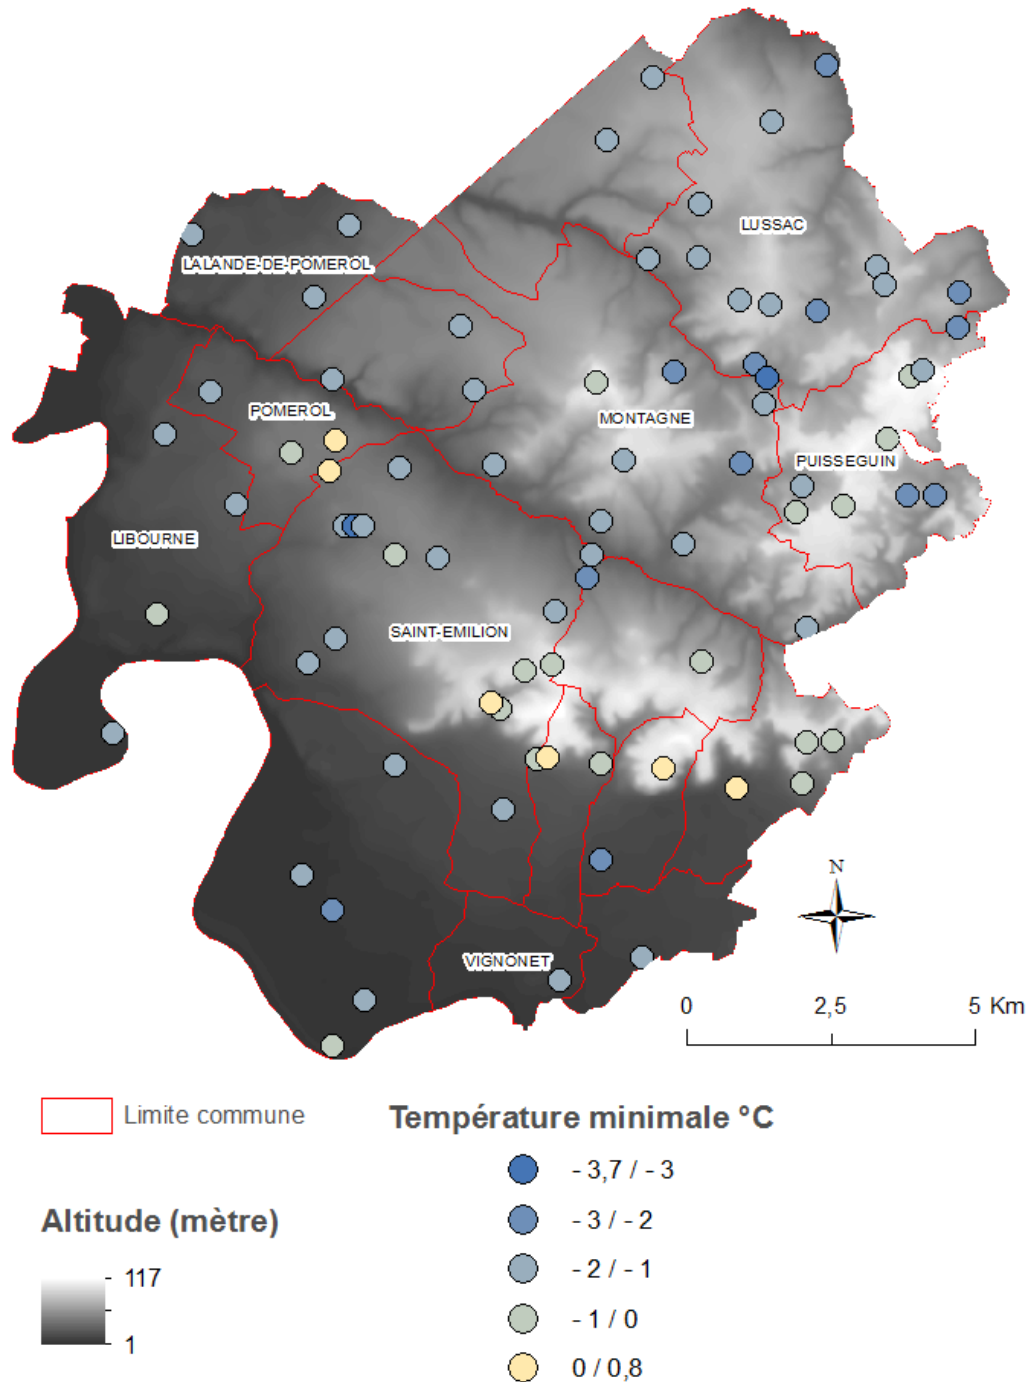 LUSSAC
LALANDE-DE-POMEROL
POMEROL
MONTAGNE
PUISSEGUIN
LIBOURNE
SAINT-EMILION
N
VIGNONET
0 2,5 5 Km
Limite commune
Température minimale °C
- 3,7 / - 3
Altitude (mètre)
- 3 / - 2
117
- 2 / - 1
1
- 1 / 0
0 / 0,8